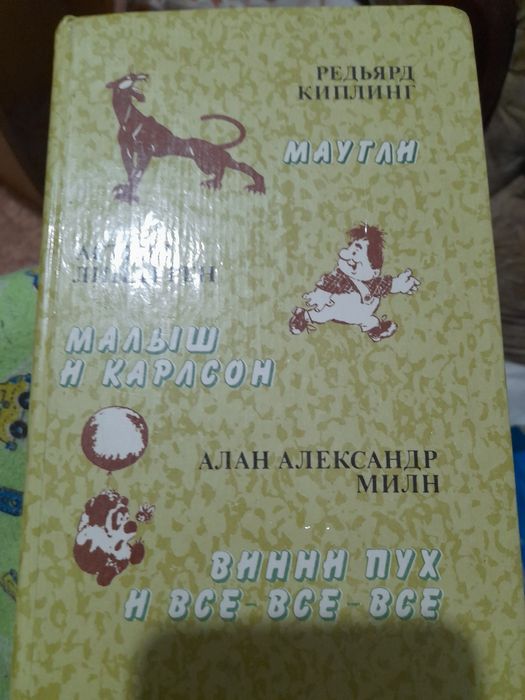 РЕДЬЯРД
КИПЛИНГ
МАУГЛИ
МАЛЫШ
И КАРЛСОН
АЛАН АЛЕКСАНДР
МИЛН
ВИННИ ПУХ
И ВСЕ-ВСЕ-ВСЕ